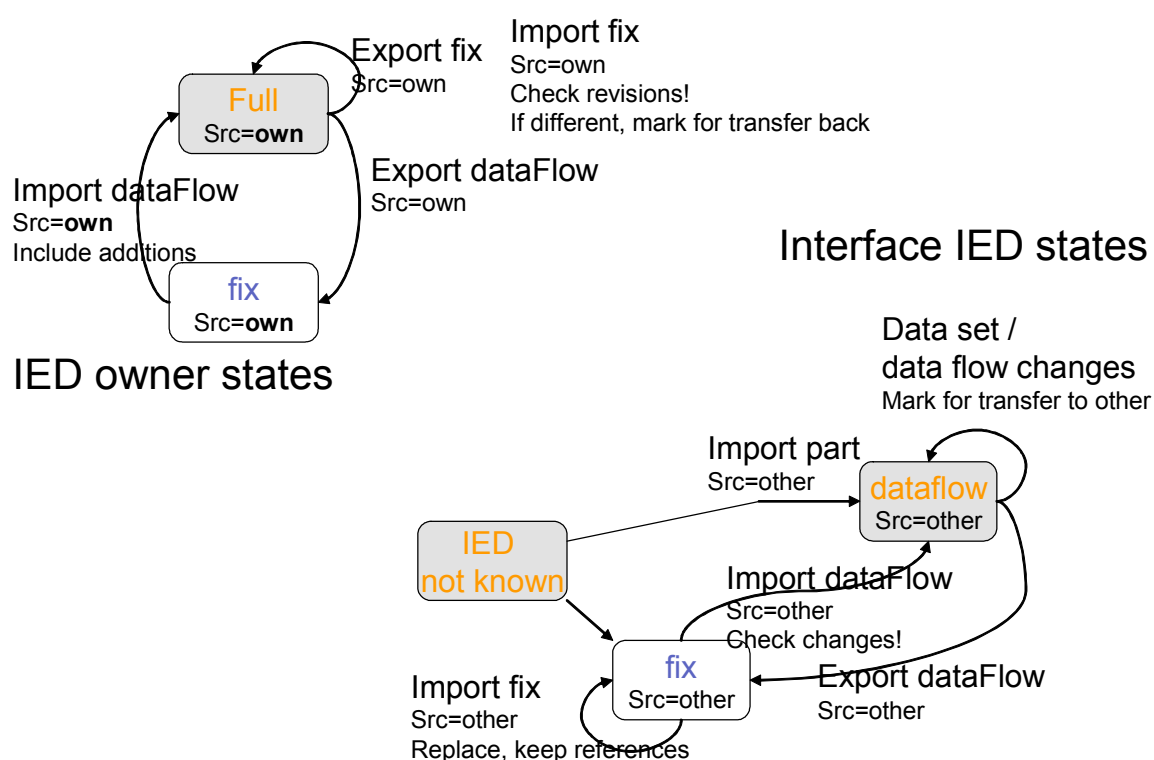 Export fix
Src=own
Import fix
Src=own
Check revisions!
If different, mark for transfer back
Full
Src=own
Import dataFlow
Src=own
Include additions
Export dataFlow
Src=own
fix
Src=own
IED owner states
Interface IED states
Data set /
data flow changes
Mark for transfer to other
Import part
Src=other
dataflow
Src=other
IED
not known
Import dataFlow
Src=other
Check changes!
fix
Src=other
Export dataFlow
Src=other
Import fix
Src=other
Replace, keep references